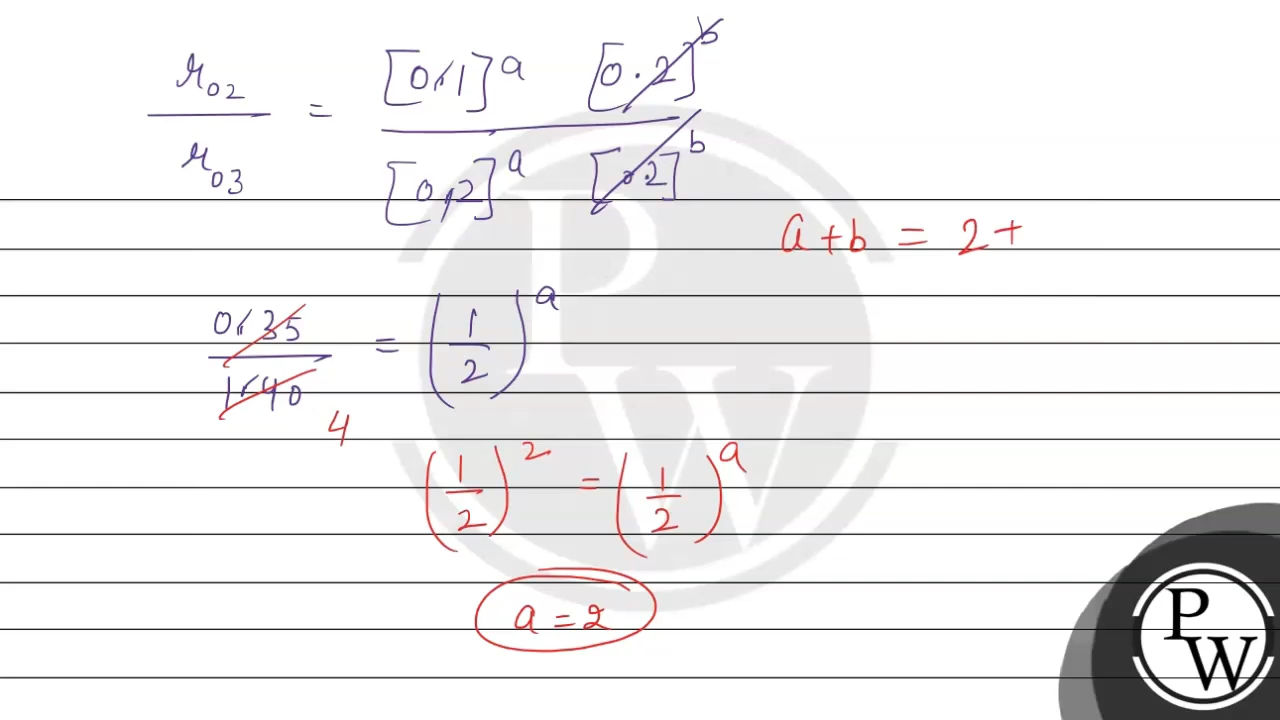 r₀₂ / r₀₃ = [0.1]ᵃ [0.2]ᵇ / [0.2]ᵃ [0.2]ᵇ
a + b = 2 +
0.35 / 1.40 = (1/2)ᵃ
4
(1/2)² = (1/2)ᵃ
a = 2
PW
PW